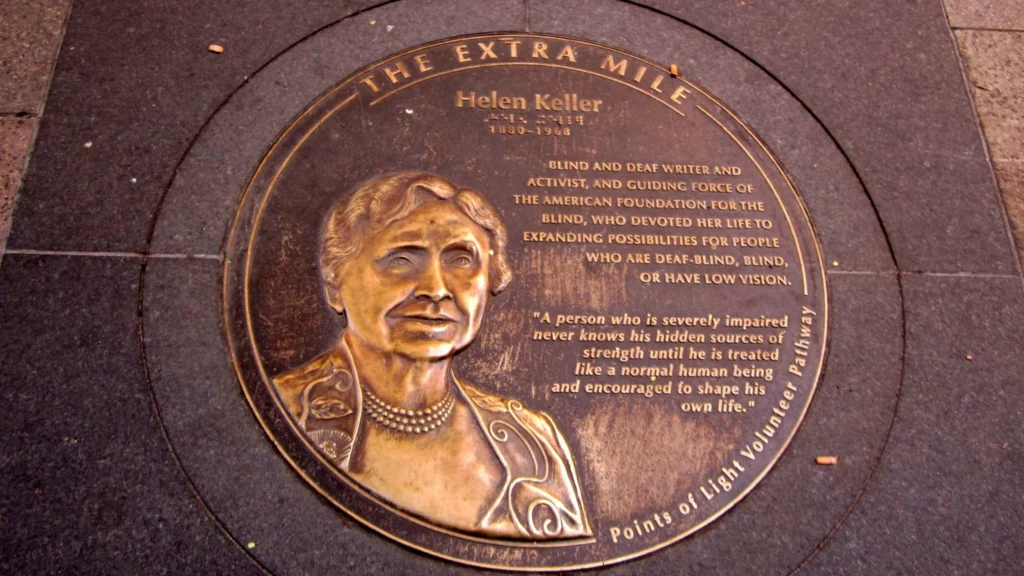 THE EXTRA MILE
Helen Keller
1880–1968
BLIND AND DEAF WRITER AND
ACTIVIST, AND GUIDING FORCE OF
THE AMERICAN FOUNDATION FOR THE
BLIND, WHO DEVOTED HER LIFE TO
EXPANDING POSSIBILITIES FOR PEOPLE
WHO ARE DEAF-BLIND, BLIND,
OR HAVE LOW VISION.
"A person who is severely impaired
never knows his hidden sources of
strength until he is treated
like a normal human being
and encouraged to shape his
own life."
Points of Light Volunteer Pathway